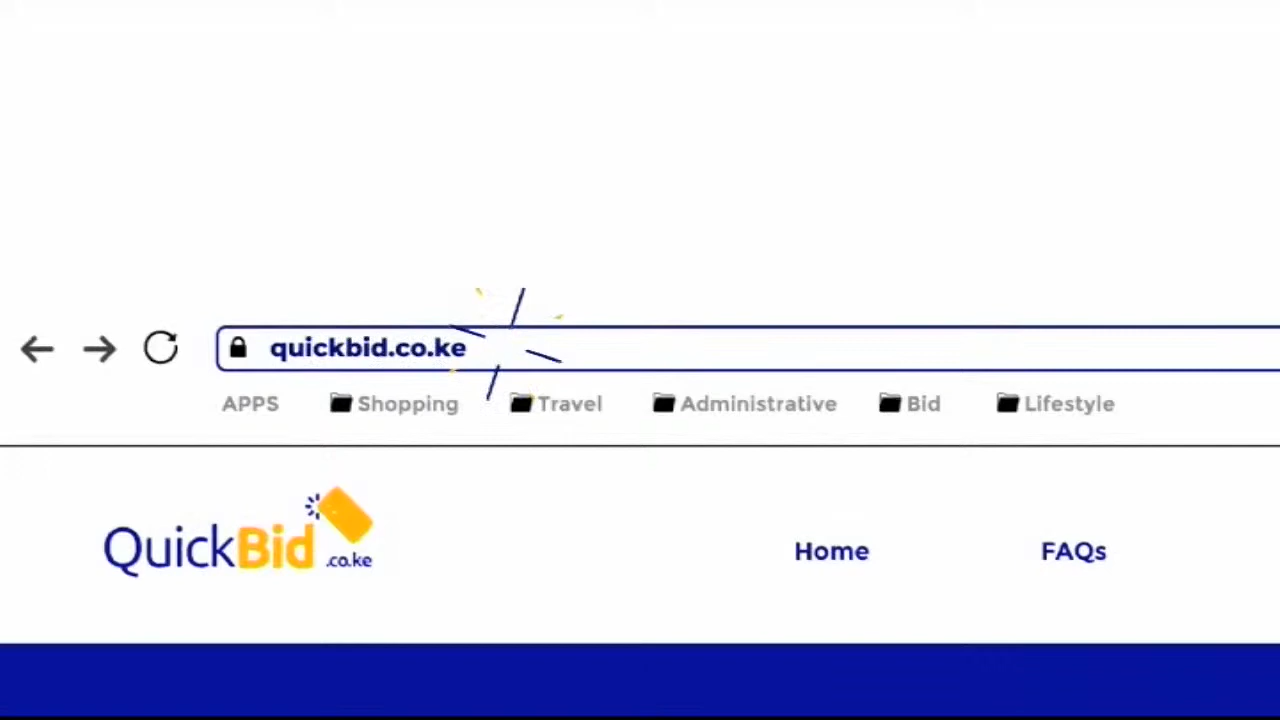 quickbid.co.ke
APPS Shopping Travel Administrative Bid Lifestyle
QuickBid .co.ke
Home FAQs